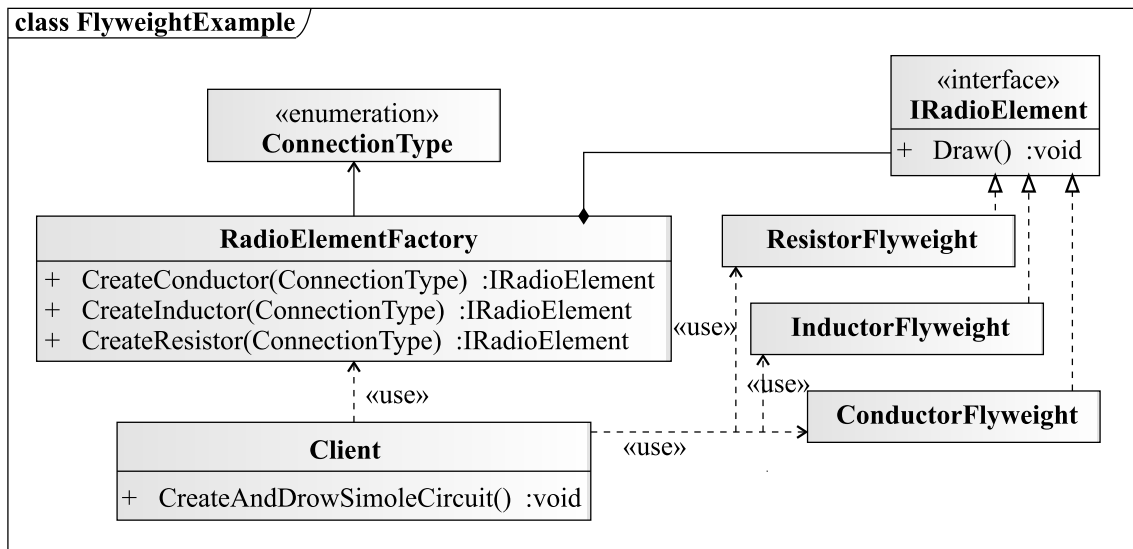 class FlyweightExample
«interface»
IRadioElement
+ Draw() :void
«enumeration»
ConnectionType
RadioElementFactory
+ CreateConductor(ConnectionType) :IRadioElement
+ CreateInductor(ConnectionType) :IRadioElement
+ CreateResistor(ConnectionType) :IRadioElement
ResistorFlyweight
«use»
InductorFlyweight
«use»
«use»
ConductorFlyweight
«use»
Client
+ CreateAndDrowSimoleCircuit() :void